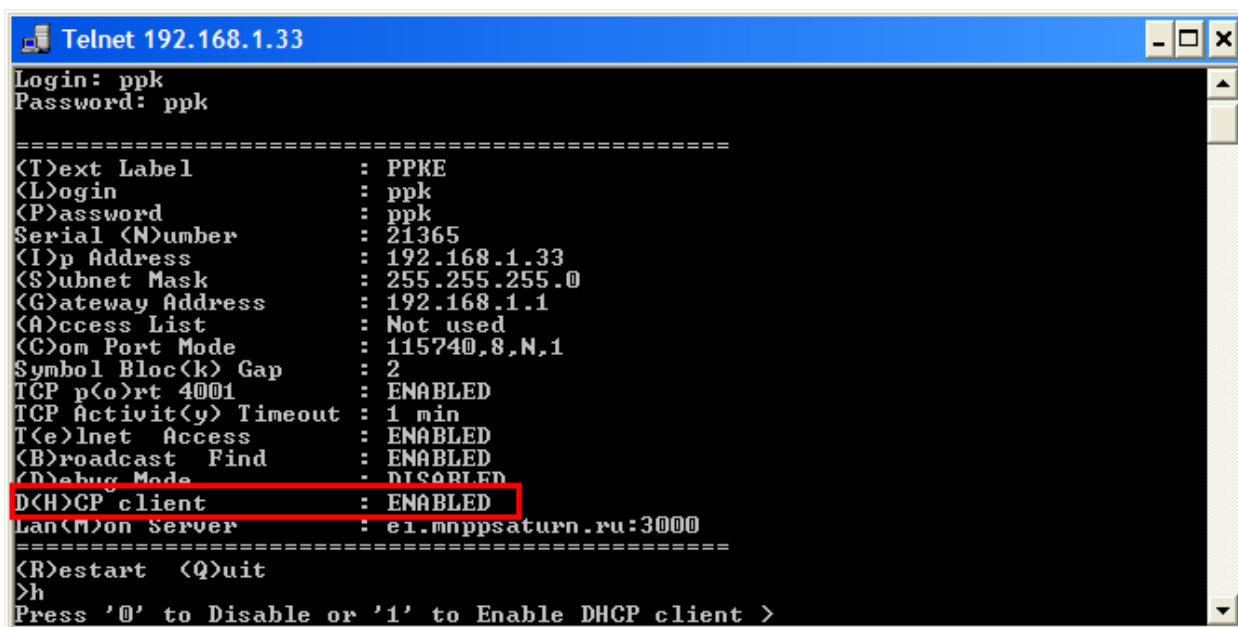 Telnet 192.168.1.33
Login: ppk
Password: ppk
==================================================
(T)ext Label : PPKE
(L)ogin : ppk
(P)assword : ppk
Serial (N)umber : 21365
(I)p Address : 192.168.1.33
(S)ubnet Mask : 255.255.255.0
(G)ateway Address : 192.168.1.1
(A)ccess List : Not used
(C)om Port Mode : 115740,8,N,1
Symbol Bloc(k) Gap : 2
TCP p(o)rt 4001 : ENABLED
TCP Activit(y) Timeout : 1 min
T(e)lnet  Access : ENABLED
(B)roadcast  Find : ENABLED
(D)ebug Mode : DISABLED
D(H)CP client : ENABLED
Lan(M)on Server : ei.mnppsaturn.ru:3000
==================================================
(R)estart  (Q)uit
>h
Press '0' to Disable or '1' to Enable DHCP client >